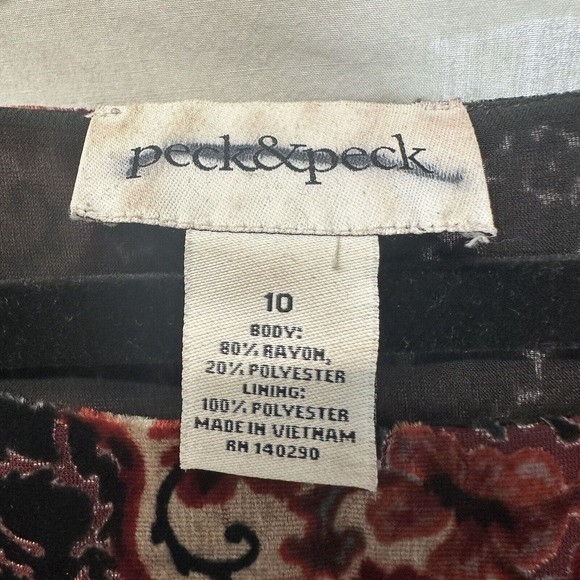 peck&peck
10
BODY:
80% RAYON,
20% POLYESTER
LINING:
100% POLYESTER
MADE IN VIETNAM
RN 140290